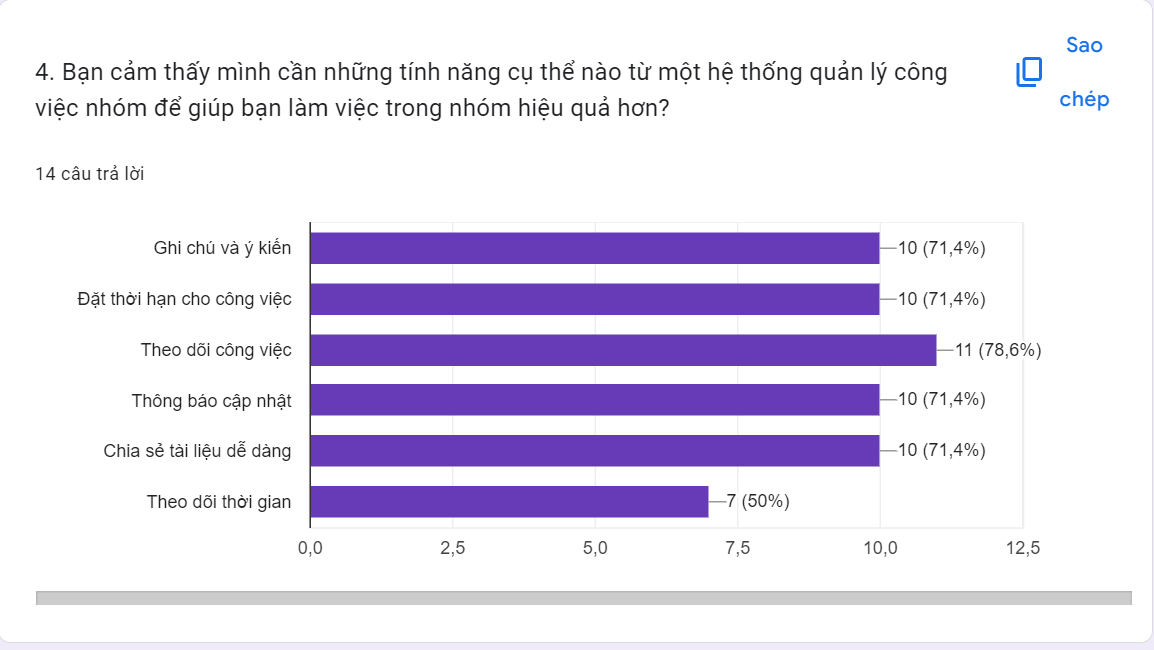 4. Bạn cảm thấy mình cần những tính năng cụ thể nào từ một hệ thống quản lý công
việc nhóm để giúp bạn làm việc trong nhóm hiệu quả hơn?
Sao
chép
14 câu trả lời
Ghi chú và ý kiến
10 (71,4%)
Đặt thời hạn cho công việc
10 (71,4%)
Theo dõi công việc
11 (78,6%)
Thông báo cập nhật
10 (71,4%)
Chia sẻ tài liệu dễ dàng
10 (71,4%)
Theo dõi thời gian
7 (50%)
0,0 2,5 5,0 7,5 10,0 12,5